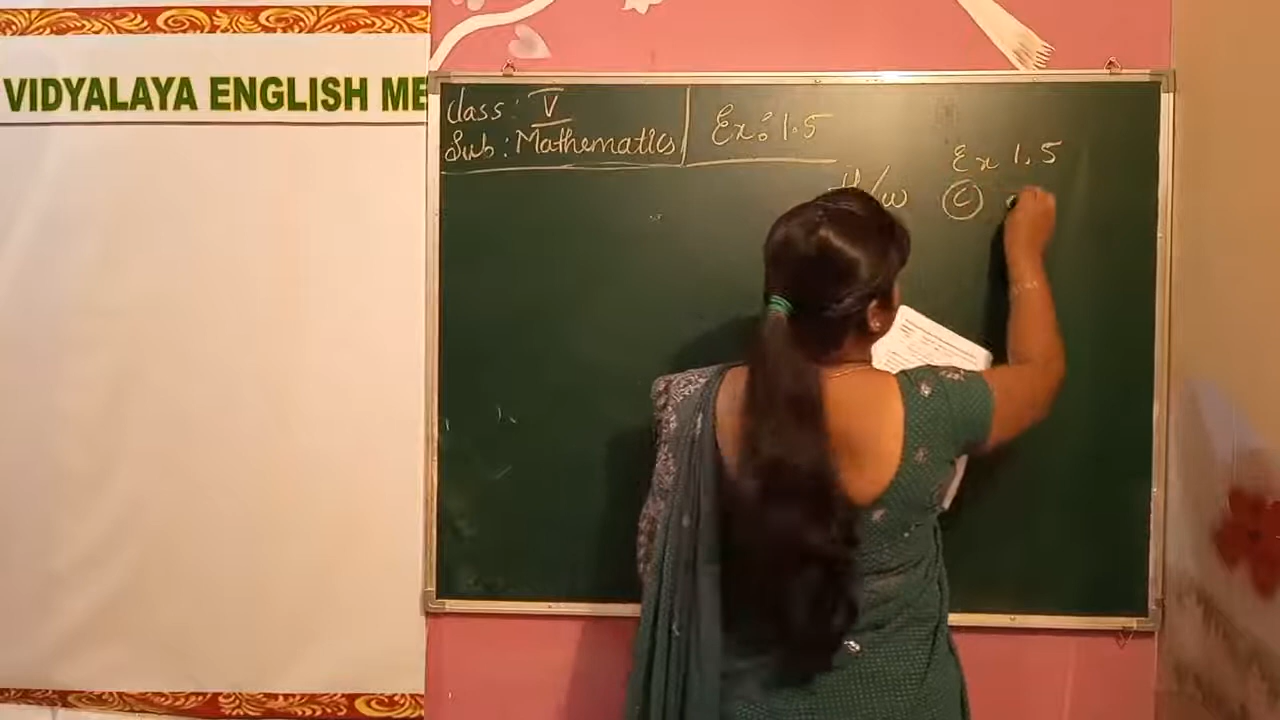 VIDYALAYA ENGLISH ME
Class : V
Sub : Mathematics
Ex : 1.5
Ex 1.5
H/w C